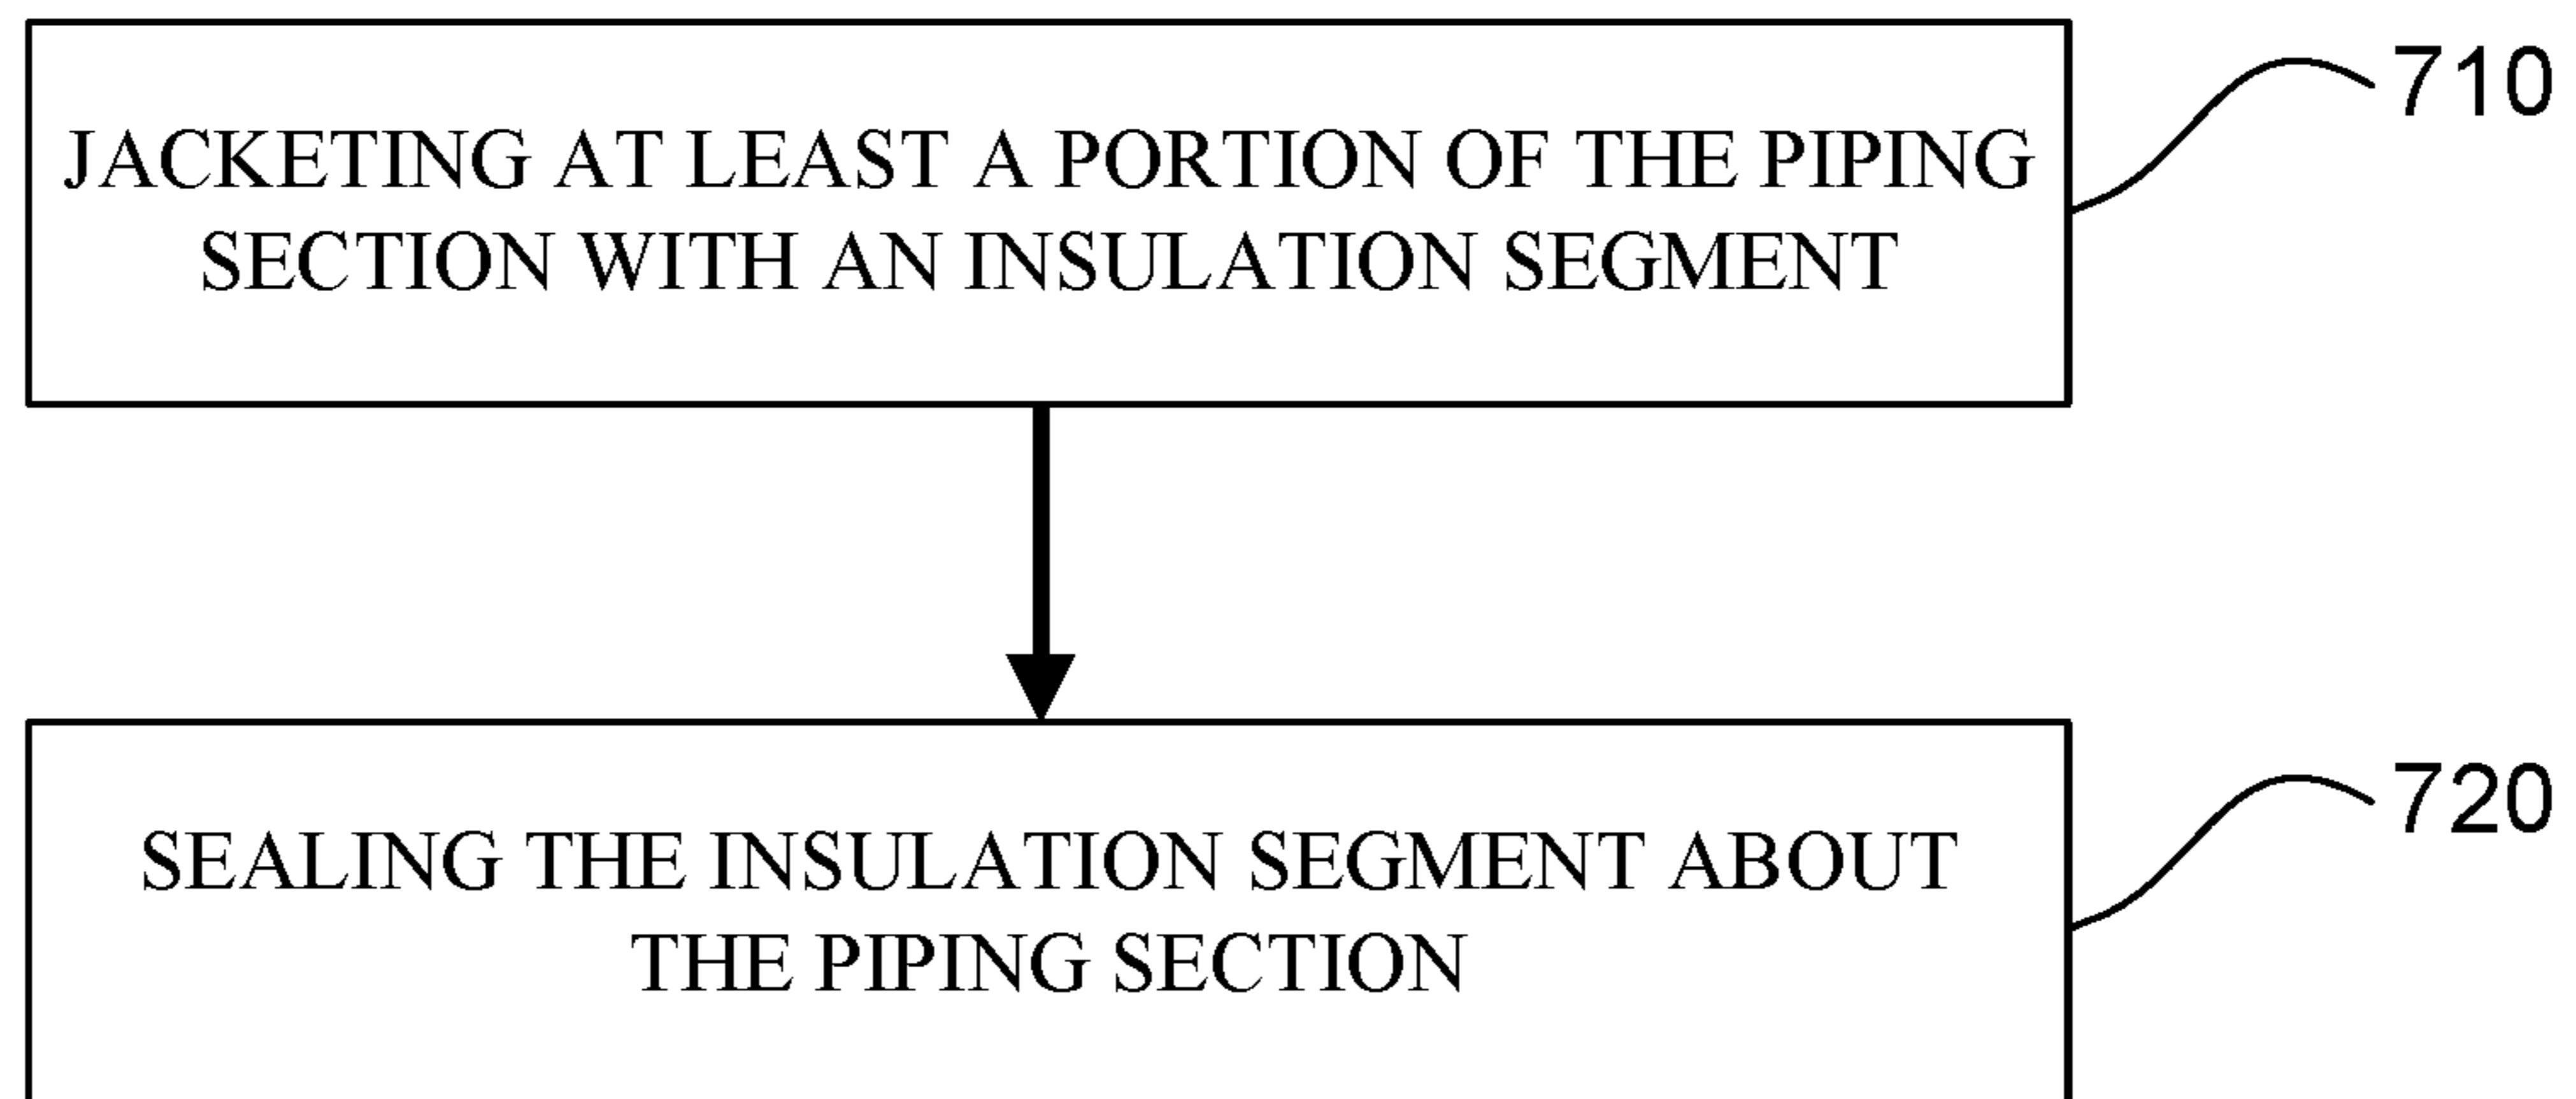 710
JACKETING AT LEAST A PORTION OF THE PIPING
SECTION WITH AN INSULATION SEGMENT
720
SEALING THE INSULATION SEGMENT ABOUT
THE PIPING SECTION